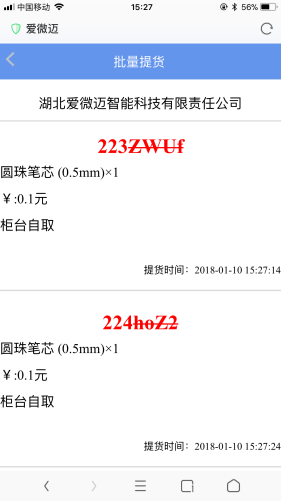 中国移动 15:27 56%
爱微迈
批量提货
湖北爱微迈智能科技有限责任公司
223ZWUf
圆珠笔芯 (0.5mm)×1
￥:0.1元
柜台自取
提货时间：2018-01-10 15:27:14
224hoZ2
圆珠笔芯 (0.5mm)×1
￥:0.1元
柜台自取
提货时间：2018-01-10 15:27:24